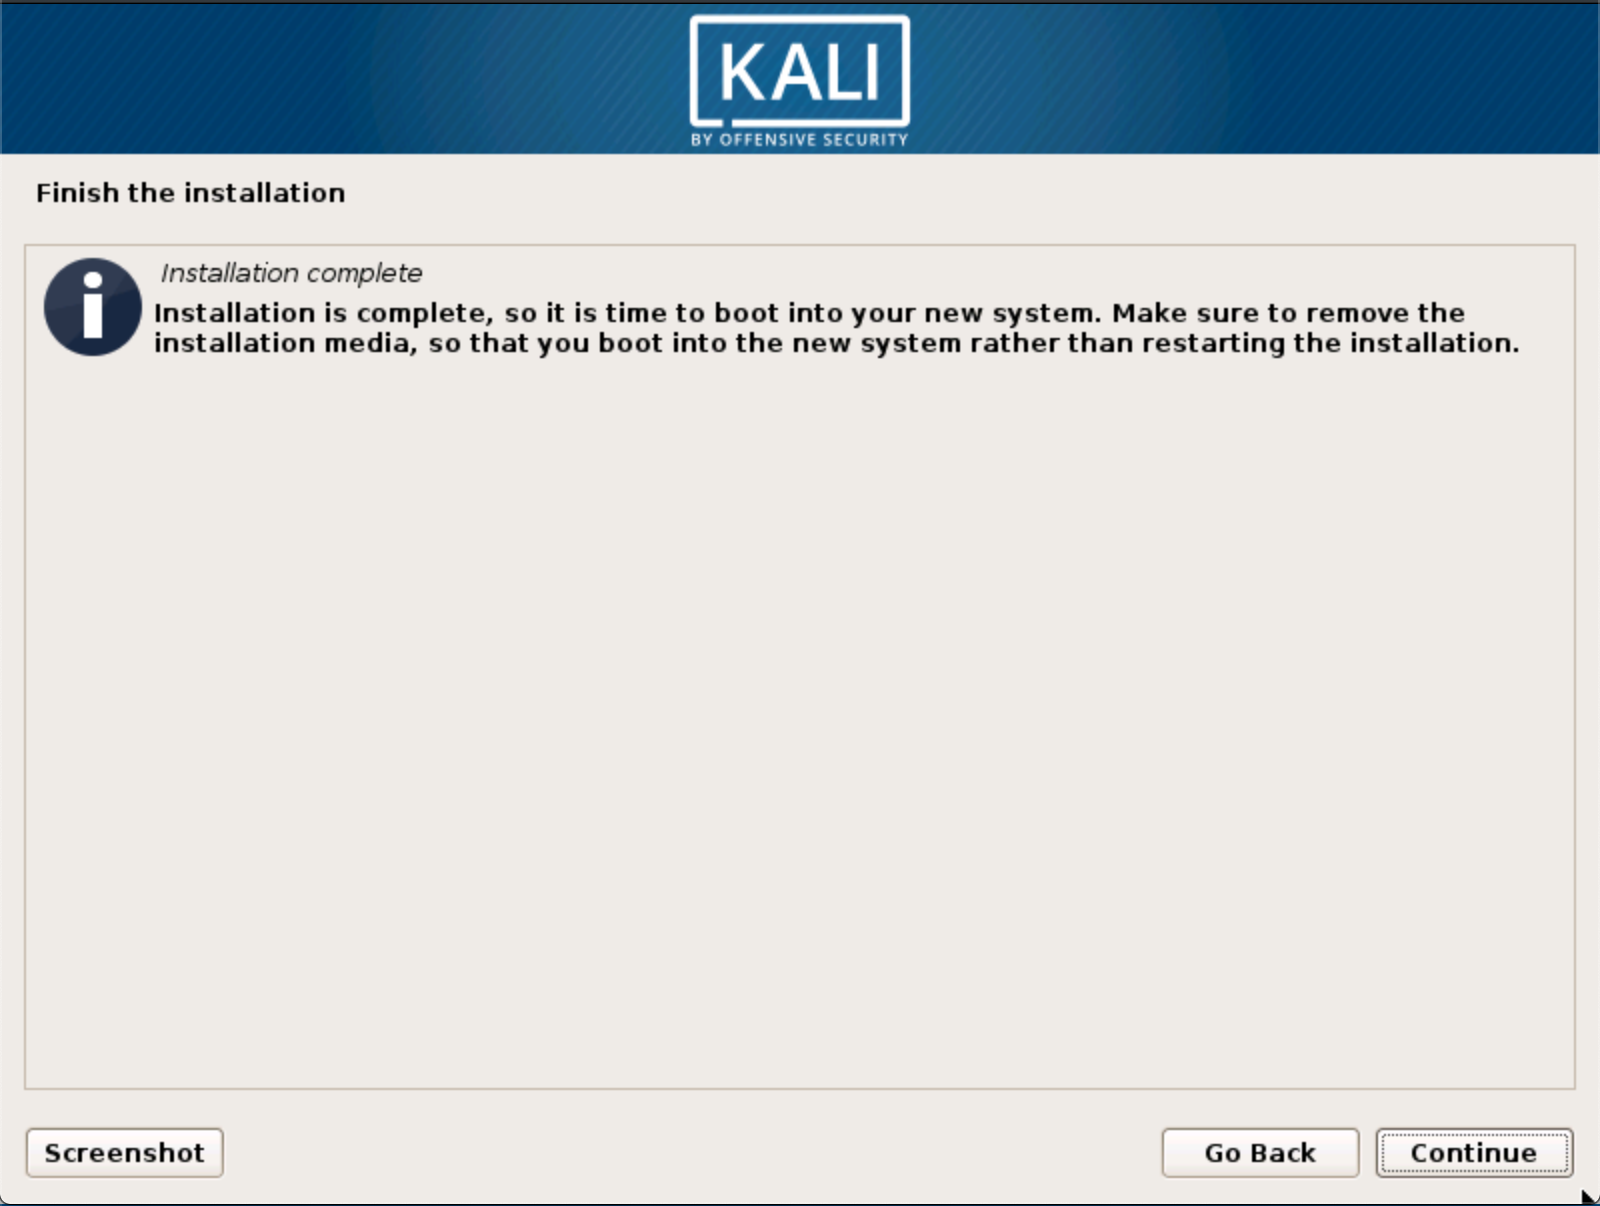 KALI
BY OFFENSIVE SECURITY
Finish the installation
Installation complete
Installation is complete, so it is time to boot into your new system. Make sure to remove the
installation media, so that you boot into the new system rather than restarting the installation.
Screenshot
Go Back
Continue